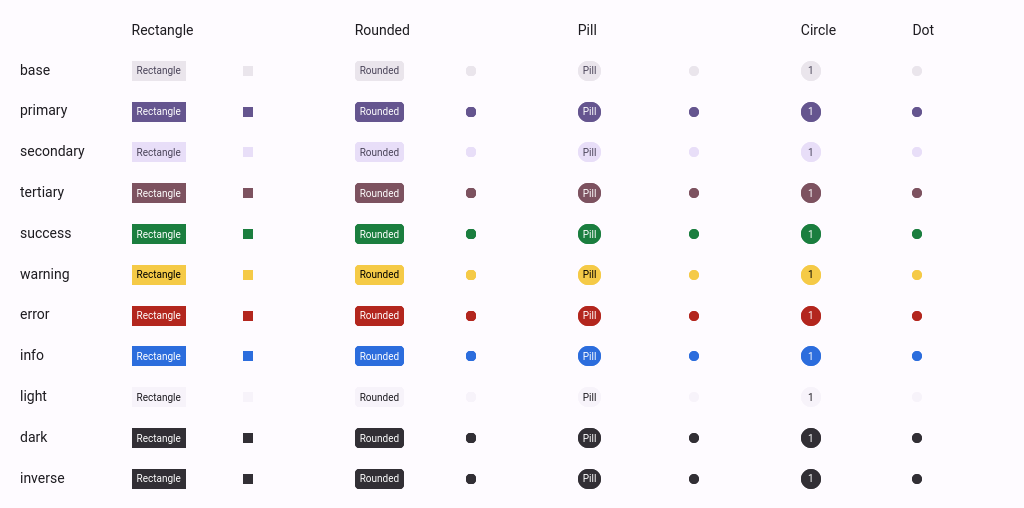 Rectangle Rounded Pill Circle Dot
base Rectangle Rounded Pill 1
primary Rectangle Rounded Pill 1
secondary Rectangle Rounded Pill 1
tertiary Rectangle Rounded Pill 1
success Rectangle Rounded Pill 1
warning Rectangle Rounded Pill 1
error Rectangle Rounded Pill 1
info Rectangle Rounded Pill 1
light Rectangle Rounded Pill 1
dark Rectangle Rounded Pill 1
inverse Rectangle Rounded Pill 1